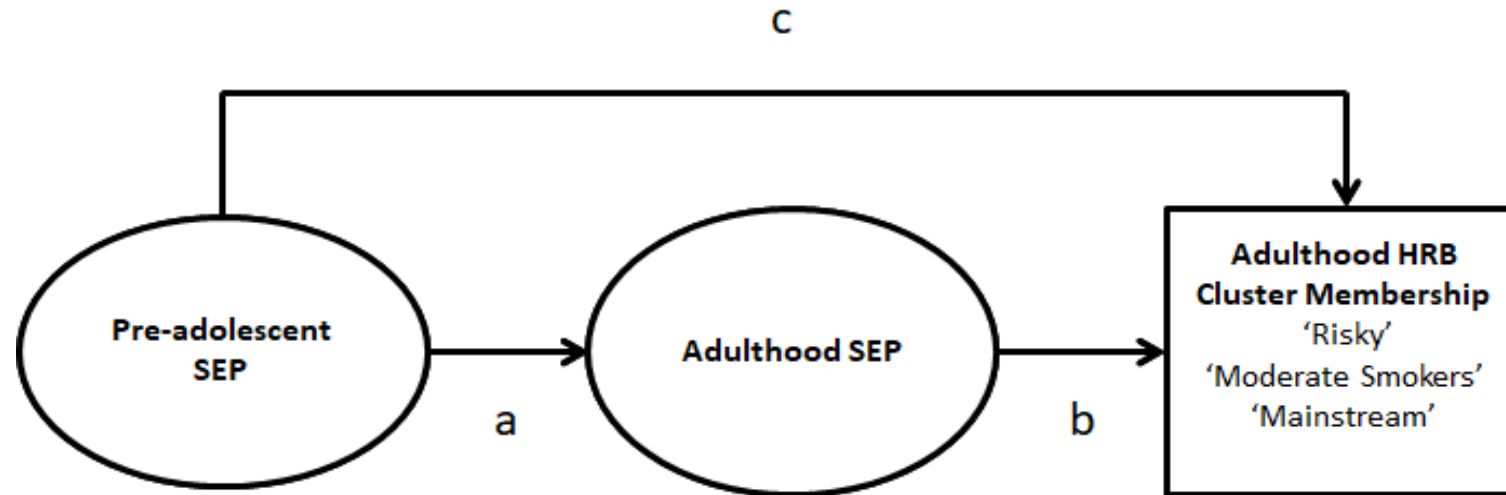 c
Pre-adolescent
SEP
a
Adulthood SEP
b
Adulthood HRB
Cluster Membership
‘Risky’
‘Moderate Smokers’
‘Mainstream’